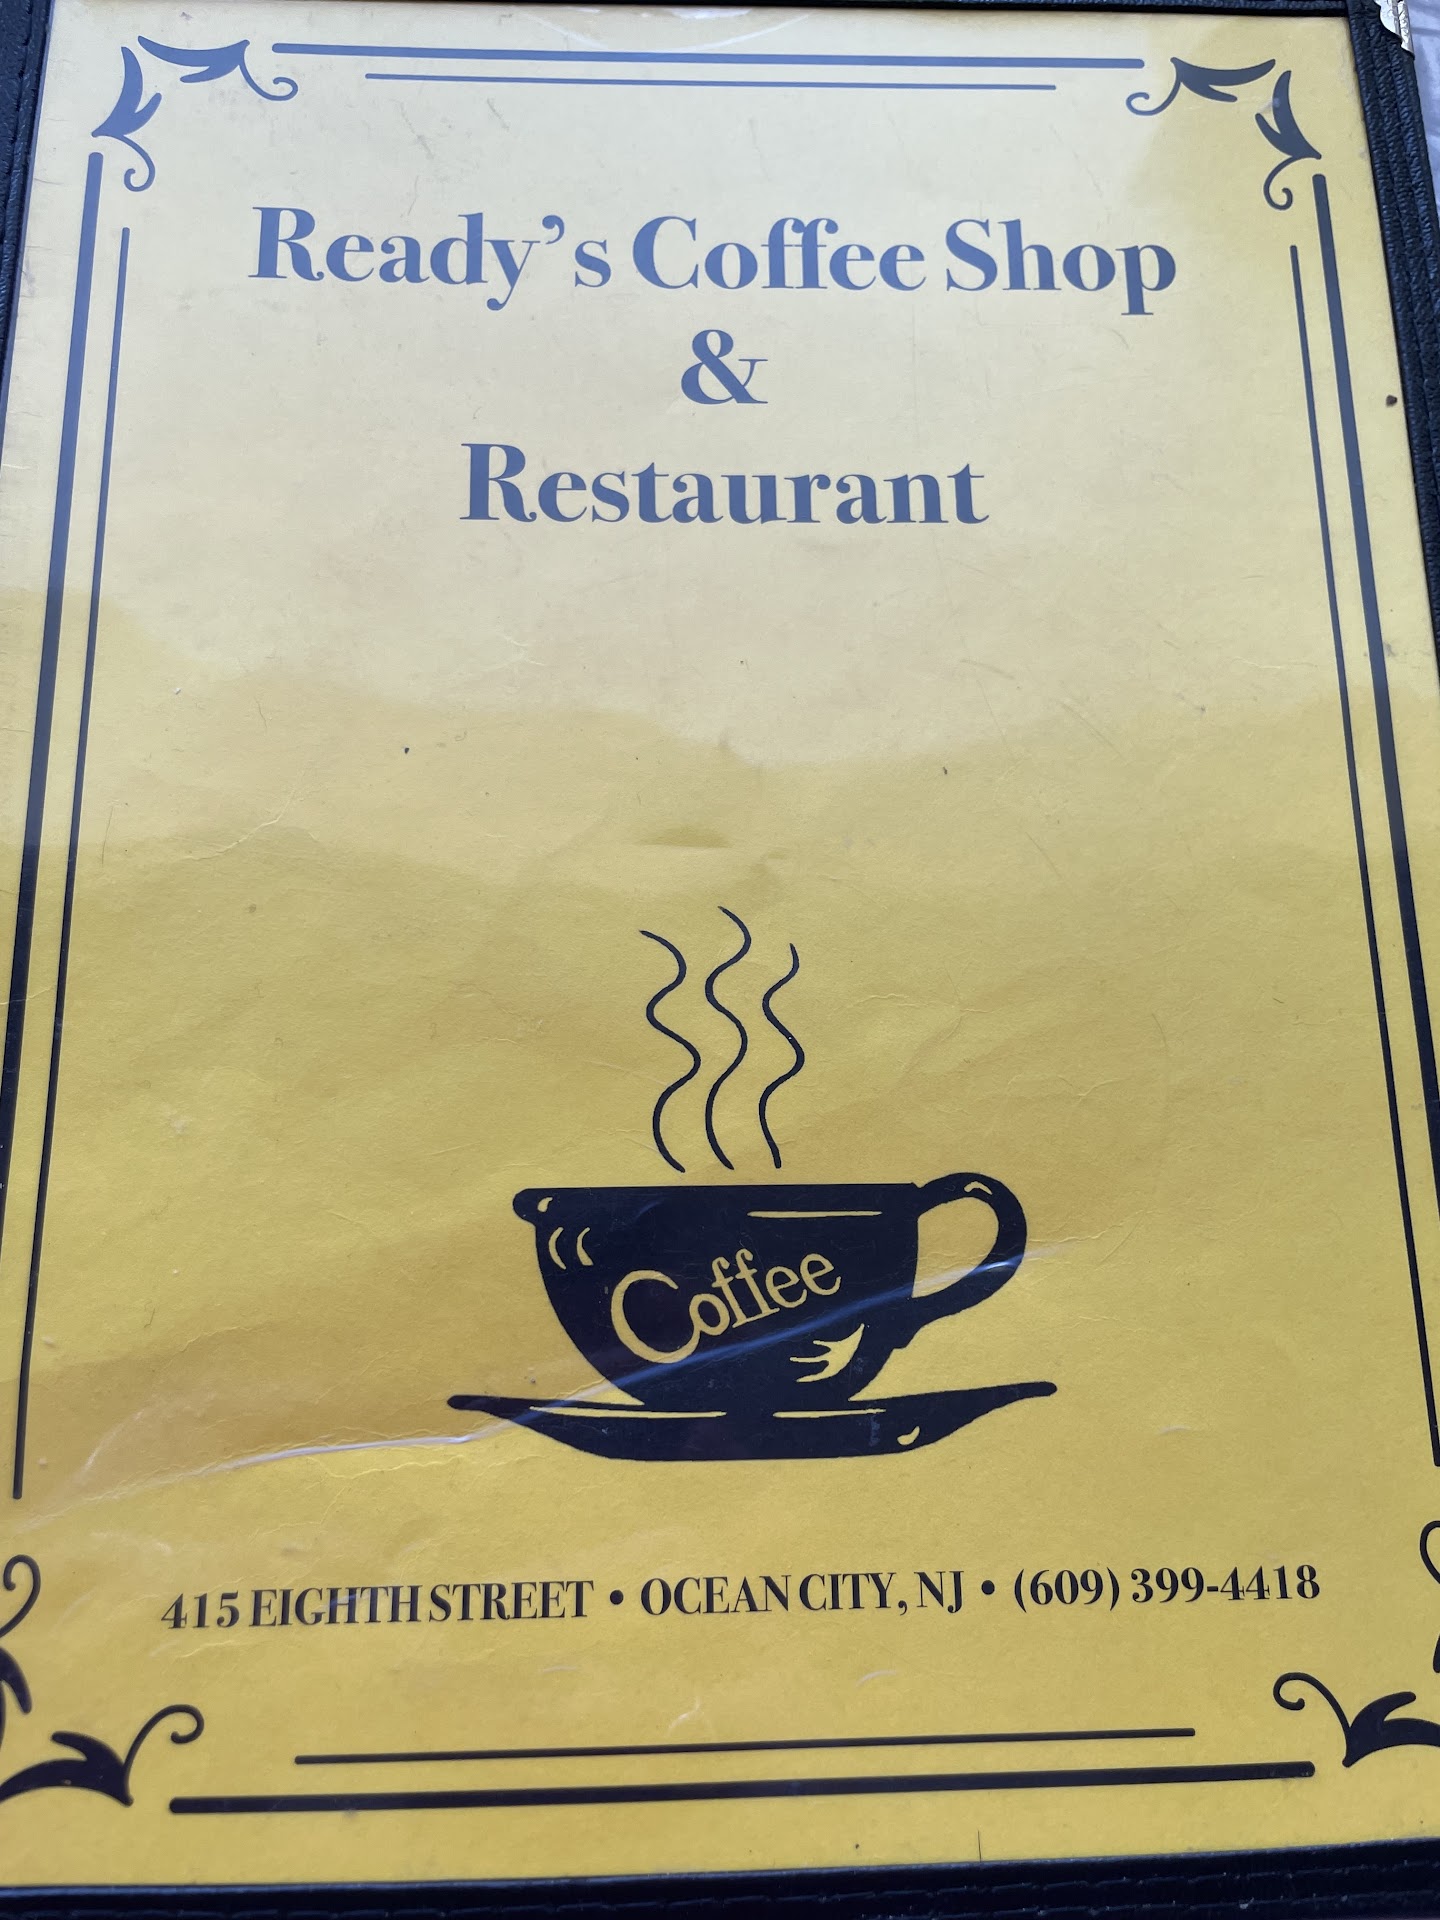 Ready's Coffee Shop
&
Restaurant
Coffee
415 EIGHTH STREET • OCEAN CITY, NJ • (609) 399-4418